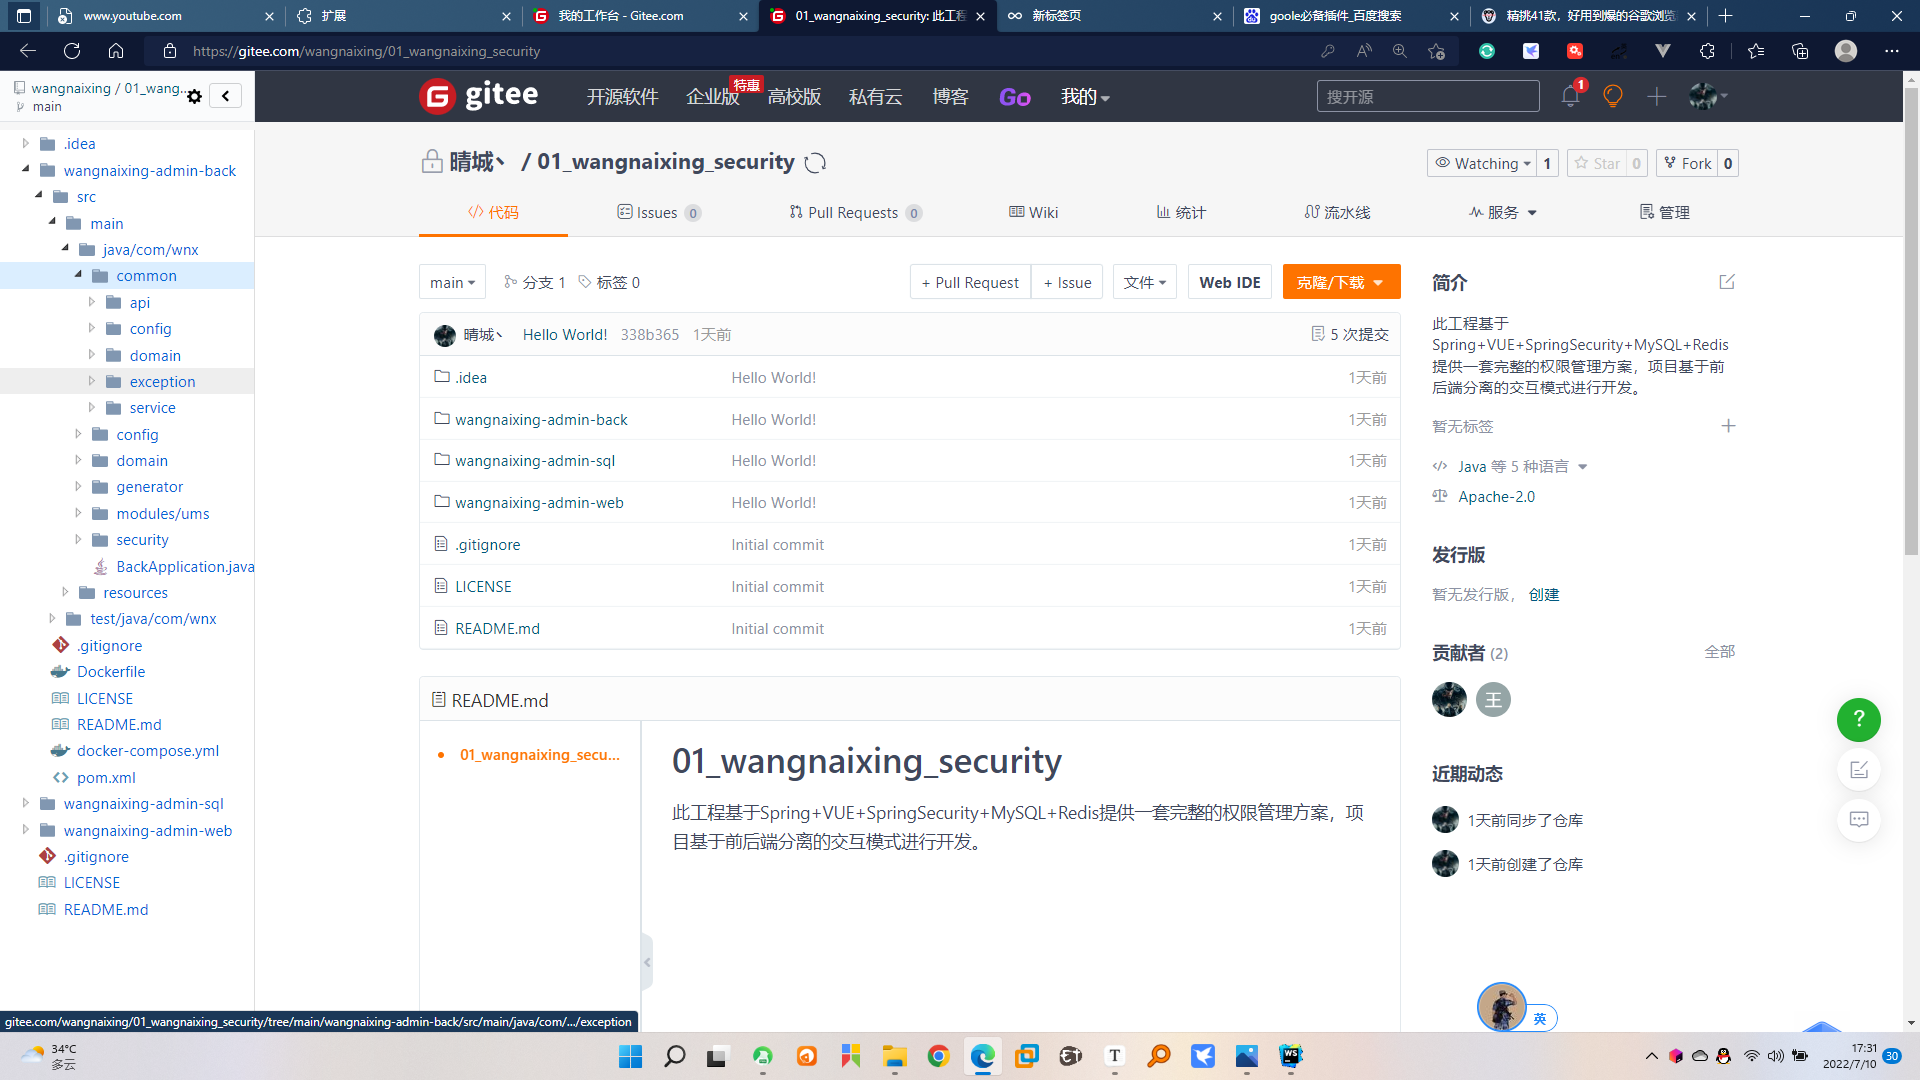 www.youtube.com
扩展
我的工作台 - Gitee.com
01_wangnaixing_security: 此工程
新标签页
goole必备插件_百度搜索
精挑41款，好用到爆的谷歌浏览
https://gitee.com/wangnaixing/01_wangnaixing_security
wangnaixing / 01_wang...
main
gitee
开源软件
企业版
特惠
高校版
私有云
博客
Go
我的
搜开源
1
.idea
wangnaixing-admin-back
src
main
java/com/wnx
common
api
config
domain
exception
service
config
domain
generator
modules/ums
security
BackApplication.java
resources
test/java/com/wnx
.gitignore
Dockerfile
LICENSE
README.md
docker-compose.yml
pom.xml
wangnaixing-admin-sql
wangnaixing-admin-web
.gitignore
LICENSE
README.md
晴城丶 / 01_wangnaixing_security
Watching 1
Star 0
Fork 0
代码
Issues 0
Pull Requests 0
Wiki
统计
流水线
服务
管理
main
分支 1
标签 0
+ Pull Request
+ Issue
文件
Web IDE
克隆/下载
晴城丶 Hello World! 338b365 1天前
5 次提交
.idea Hello World! 1天前
wangnaixing-admin-back Hello World! 1天前
wangnaixing-admin-sql Hello World! 1天前
wangnaixing-admin-web Hello World! 1天前
.gitignore Initial commit 1天前
LICENSE Initial commit 1天前
README.md Initial commit 1天前
README.md
01_wangnaixing_secu...
01_wangnaixing_security
此工程基于Spring+VUE+SpringSecurity+MySQL+Redis提供一套完整的权限管理方案，项
目基于前后端分离的交互模式进行开发。
简介
此工程基于
Spring+VUE+SpringSecurity+MySQL+Redis
提供一套完整的权限管理方案，项目基于前
后端分离的交互模式进行开发。
暂无标签
Java 等 5 种语言
Apache-2.0
发行版
暂无发行版， 创建
贡献者 (2)
全部
王
近期动态
1天前同步了仓库
1天前创建了仓库
?
英
gitee.com/wangnaixing/01_wangnaixing_security/tree/main/wangnaixing-admin-back/src/main/java/com/.../exception
34°C
多云
17:31
2022/7/10
30